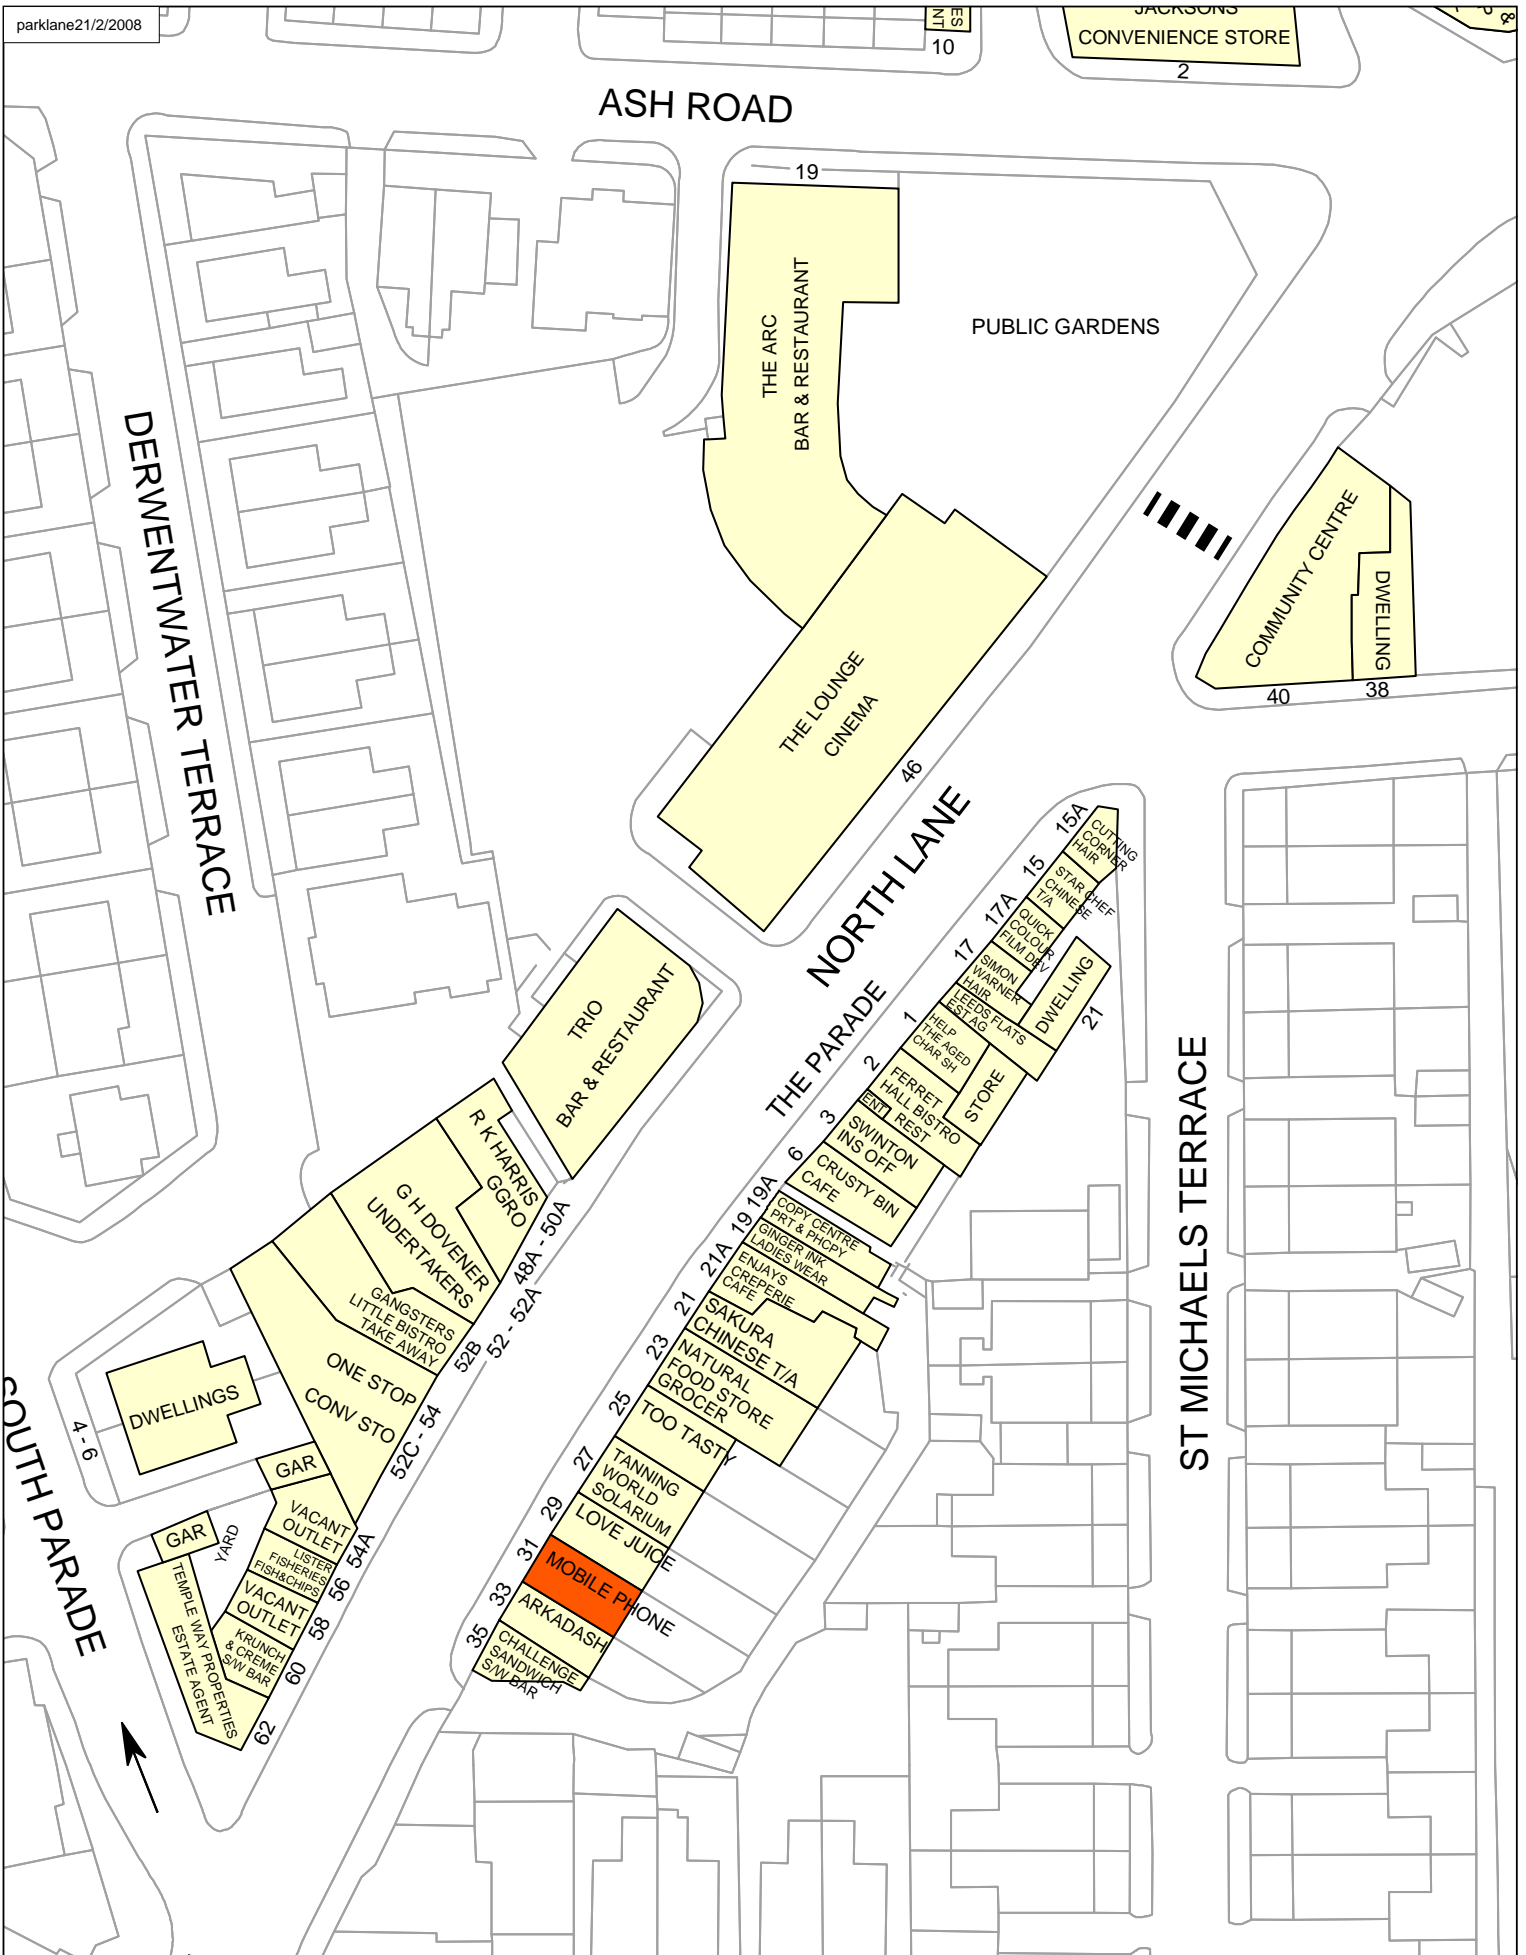 parklane21/2/2008
ES
NT
10
JACKSONS
CONVENIENCE STORE
2
&
ASH ROAD
19
THE ARC
BAR & RESTAURANT
PUBLIC GARDENS
DERWENTWATER TERRACE
COMMUNITY CENTRE
DWELLING
40
38
THE LOUNGE
CINEMA
46
NORTH LANE
THE PARADE
15A
CUTTING
CORNER
HAIR
15
STAR CHEF
CHINESE
T/A
17A
QUICK
COLOUR
FILM DEV
17
SIMON
WARNER
HAIR
LEEDS FLATS
EST AG
DWELLING
21
1
HELP
THE AGED
CHAR SH
2
FERRET
HALL BISTRO
REST
STORE
ENT
3
SWINTON
INS OFF
6
CRUSTY BIN
CAFE
19A
COPY CENTRE
PRT & PHCPY
19
GINGER INK
LADIES WEAR
21A
ENJAYS
CREPERIE
CAFE
21
SAKURA
CHINESE T/A
23
NATURAL
FOOD STORE
GROCER
25
TOO TASTY
27
TANNING
WORLD
SOLARIUM
29
LOVE JUICE
31
MOBILE PHONE
33
ARKADASH
35
CHALLENGE
SANDWICH
S/W BAR
ST MICHAELS TERRACE
TRIO
BAR & RESTAURANT
R K HARRIS
GGRO
48A - 50A
G H DOVENER
UNDERTAKERS
52 - 52A
GANGSTERS
LITTLE BISTRO
TAKE AWAY
52B
ONE STOP
CONV STO
52C - 54
DWELLINGS
4 - 6
GAR
GAR
YARD
VACANT
OUTLET
54A
LISTER
FISHERIES
FISH&CHIPS
56
VACANT
OUTLET
58
KRUNCH
& CREME
S/W BAR
60
TEMPLE WAY PROPERTIES
ESTATE AGENT
62
SOUTH PARADE